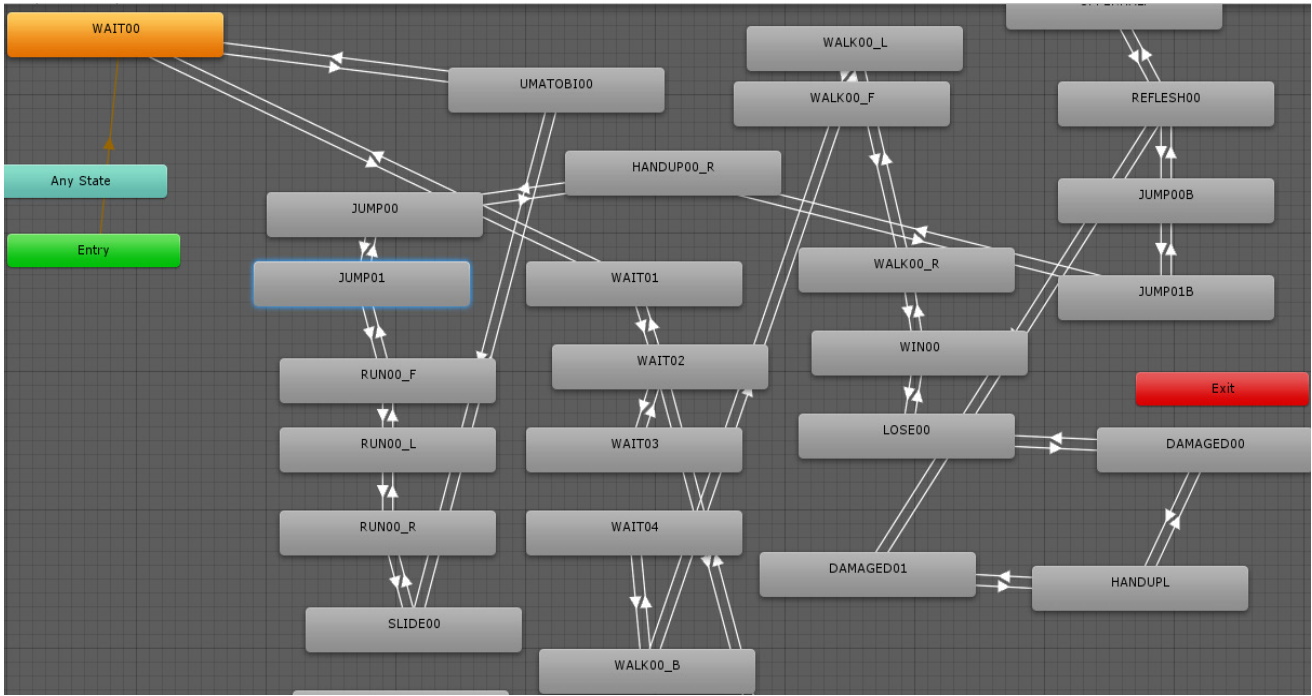 WAIT00
WALK00_L
UMATOBI00
WALK00_F
REFLESH00
HANDUP00_R
Any State
JUMP00B
JUMP00
Entry
WALK00_R
JUMP01
WAIT01
JUMP01B
WIN00
WAIT02
RUN00_F
Exit
LOSE00
RUN00_L
WAIT03
DAMAGED00
RUN00_R
WAIT04
DAMAGED01
HANDUPL
SLIDE00
WALK00_B